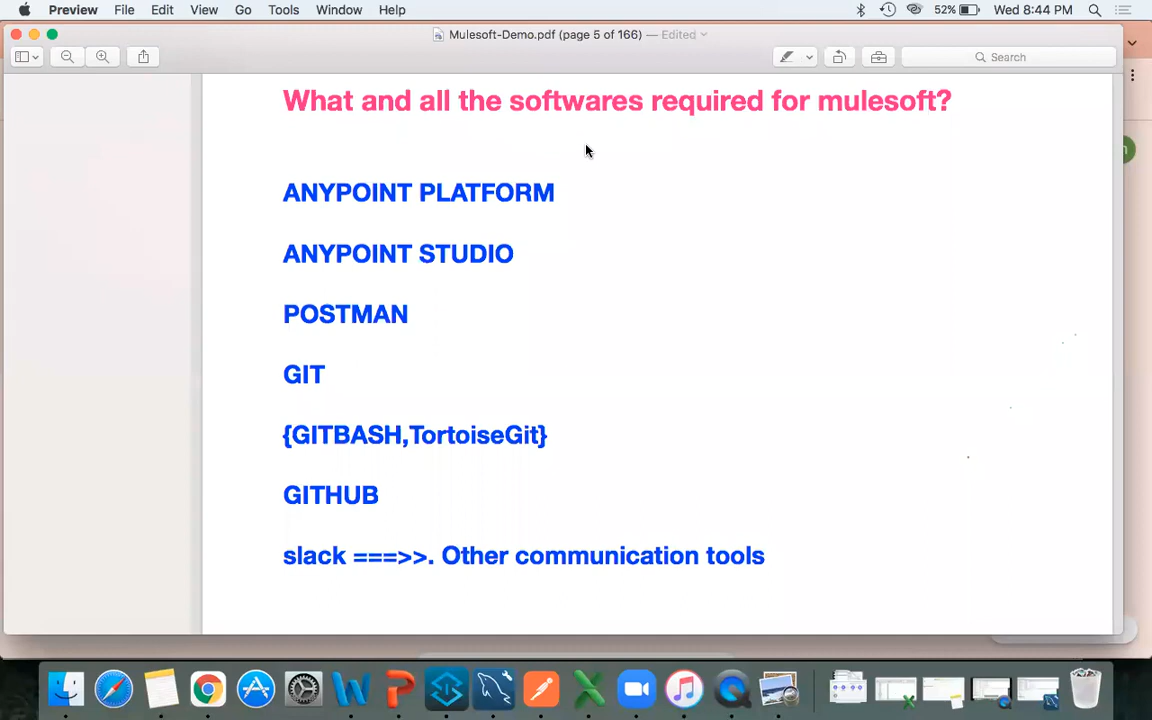 Preview File Edit View Go Tools Window Help 52% Wed 8:44 PM
Mulesoft-Demo.pdf (page 5 of 166) — Edited
Search
What and all the softwares required for mulesoft?
ANYPOINT PLATFORM
ANYPOINT STUDIO
POSTMAN
GIT
{GITBASH,TortoiseGit}
GITHUB
slack ===>>. Other communication tools